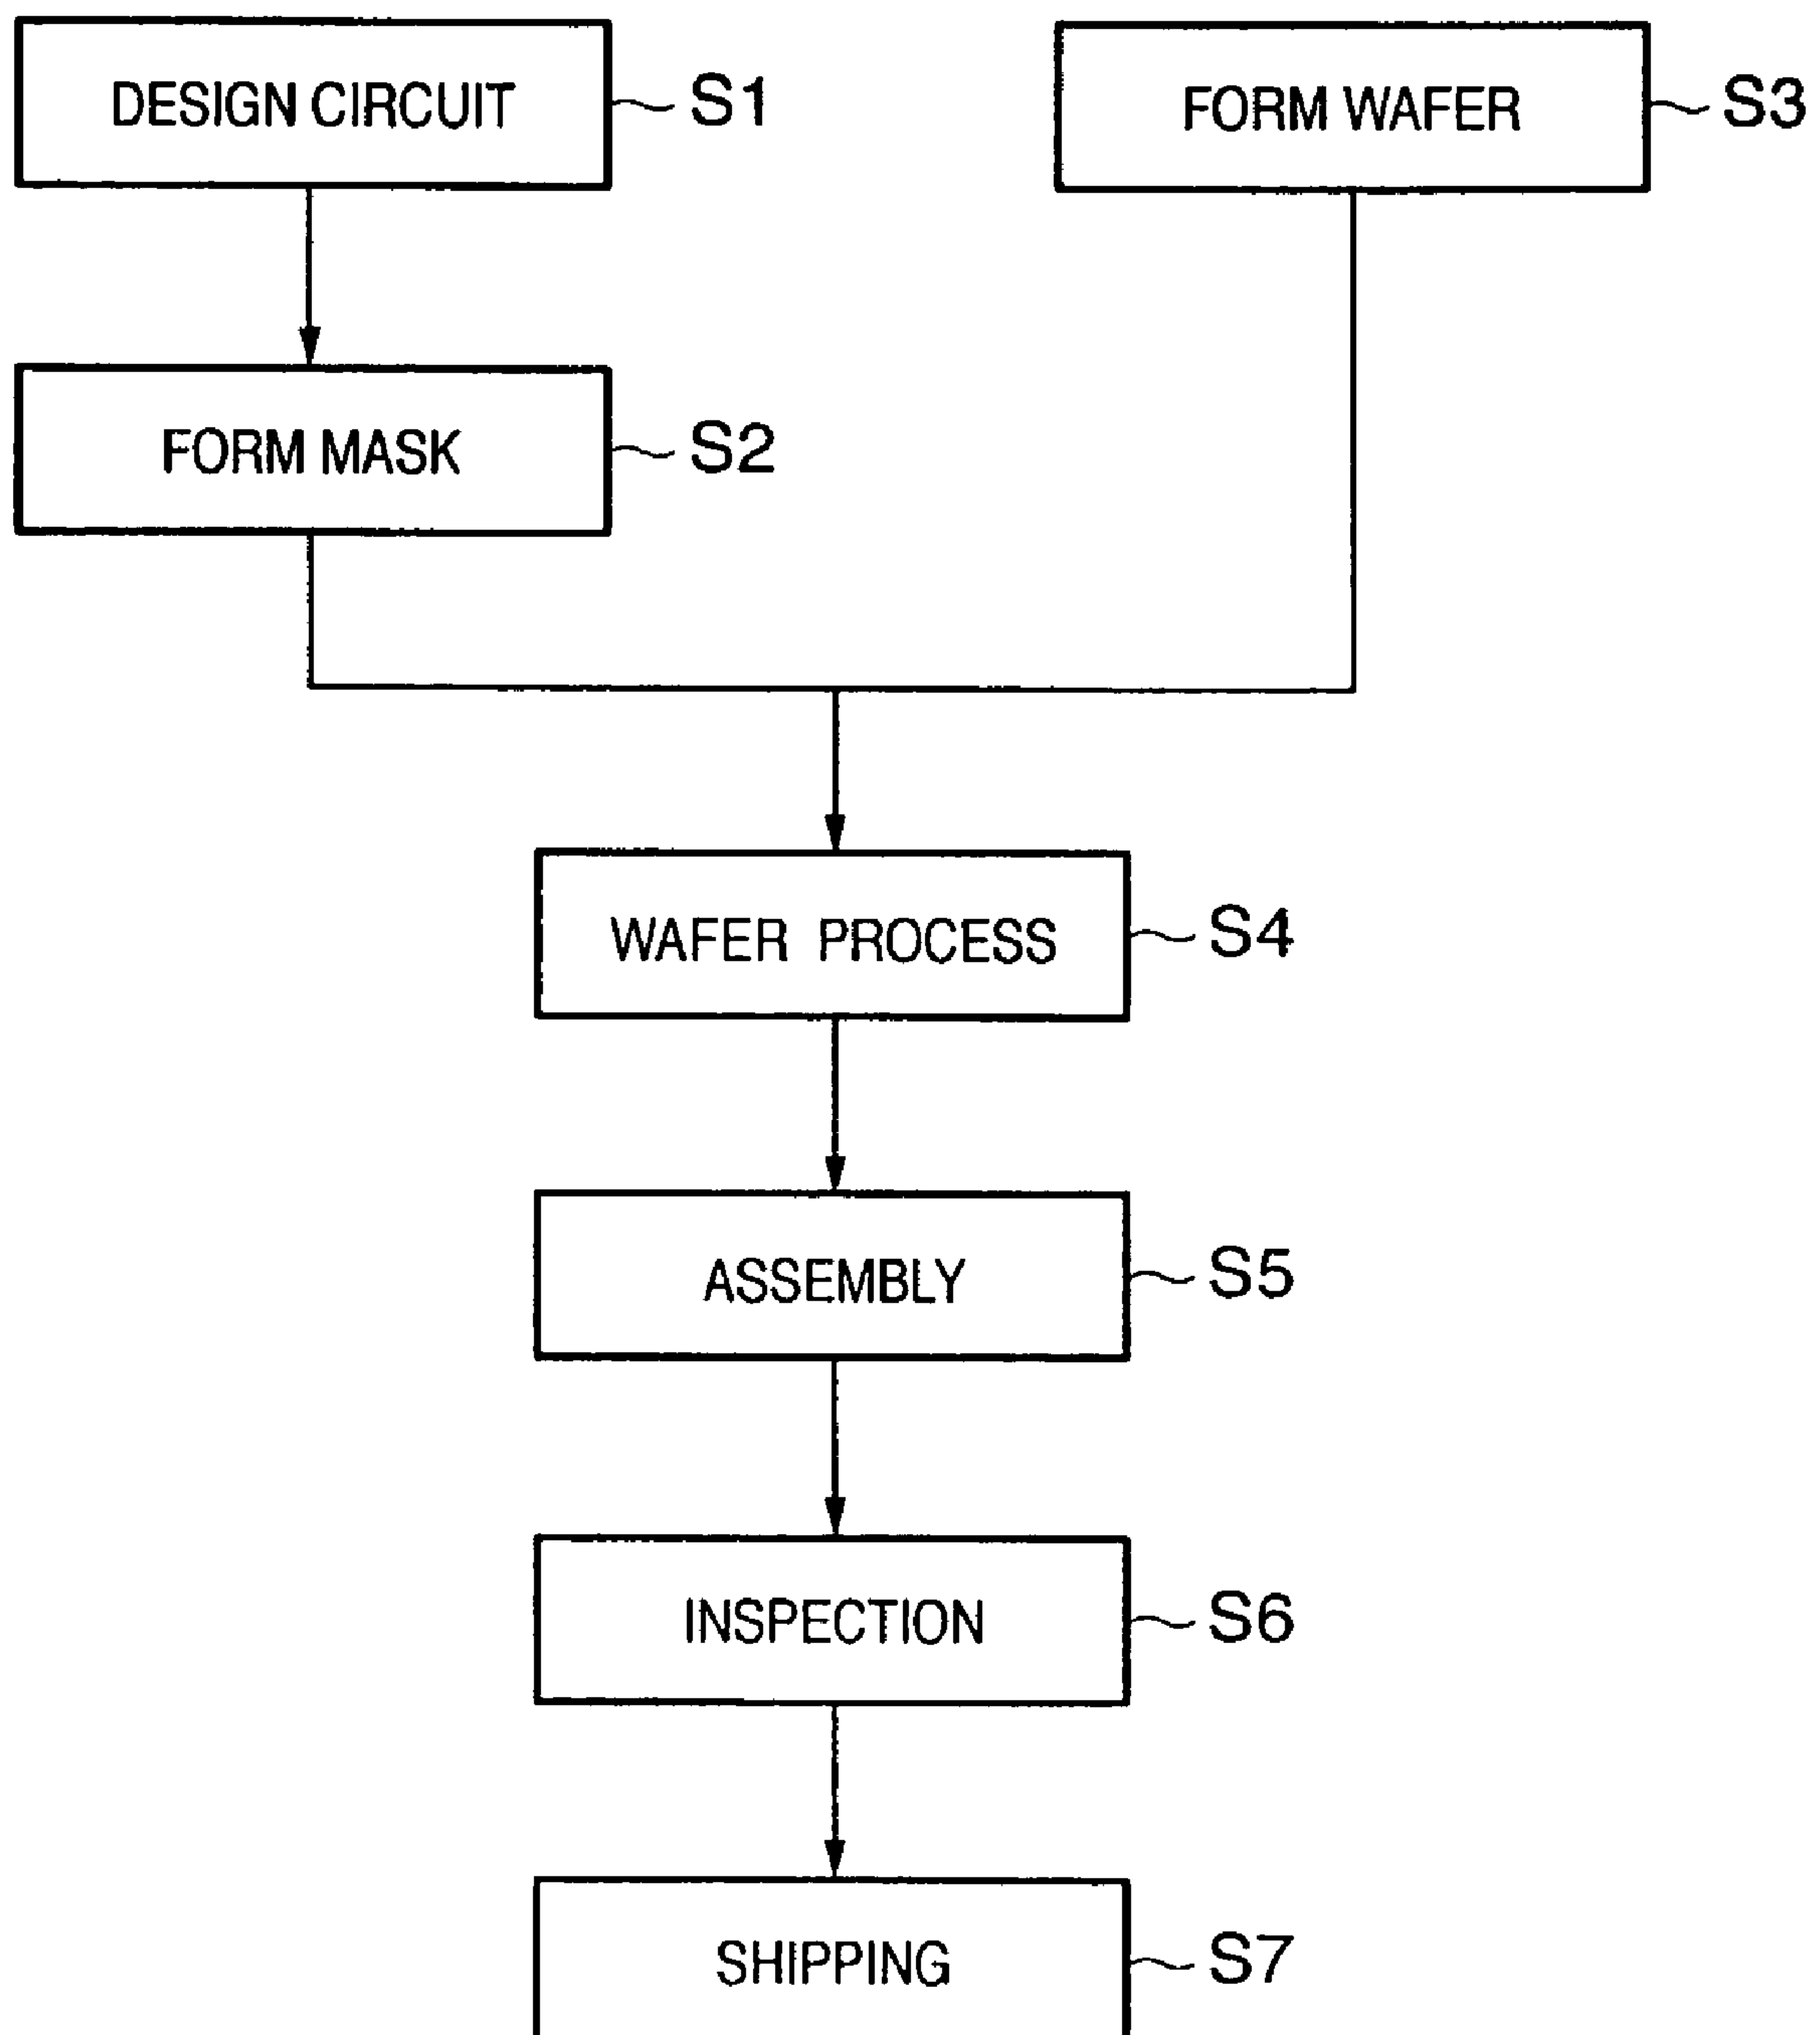 DESIGN CIRCUIT
S1
FORM WAFER
S3
FORM MASK
S2
WAFER PROCESS
S4
ASSEMBLY
S5
INSPECTION
S6
SHIPPING
S7